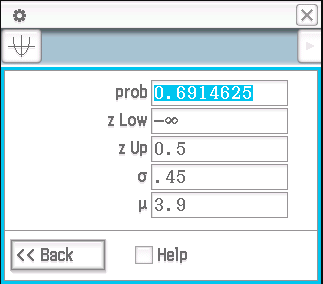 prob 0.6914625
z Low -∞
z Up 0.5
σ .45
μ 3.9
<< Back Help